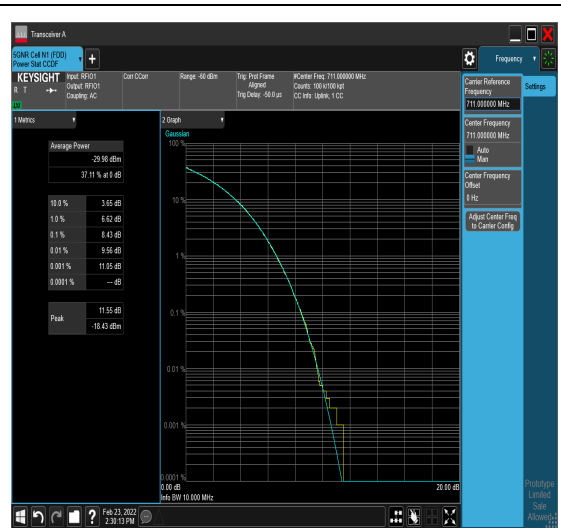 Transceiver A
5GNR Cell N1 (FDD)
Power Stat CCDF
Frequency
KEYSIGHT
R T
LV
Input: RFIO1
Output: RFIO1
Coupling: AC
Corr CCorr
Range: -60 dBm
Trig: Prot Frame
Aligned
Trig Delay: -50.0 µs
#Center Freq: 711.000000 MHz
Counts: 100 k/100 kpt
CC Info: Uplink, 1 CC
Carrier Reference
Frequency
711.000000 MHz
Settings
Center Frequency
711.000000 MHz
Auto
Man
Center Frequency
Offset
0 Hz
Adjust Center Freq
to Carrier Config
1 Metrics
Average Power
-29.98 dBm
37.11 % at 0 dB
10.0 % 3.65 dB
1.0 % 6.62 dB
0.1 % 8.43 dB
0.01 % 9.56 dB
0.001 % 11.05 dB
0.0001 % --- dB
Peak
11.55 dB
-18.43 dBm
2 Graph
Gaussian
100 %
10 %
1 %
0.1 %
0.01 %
0.001 %
0.0001 %
0.00 dB
20.00 dB
Info BW 10.000 MHz
Feb 23, 2022
2:30:13 PM
Prototype
Limited
Sale
Allowed